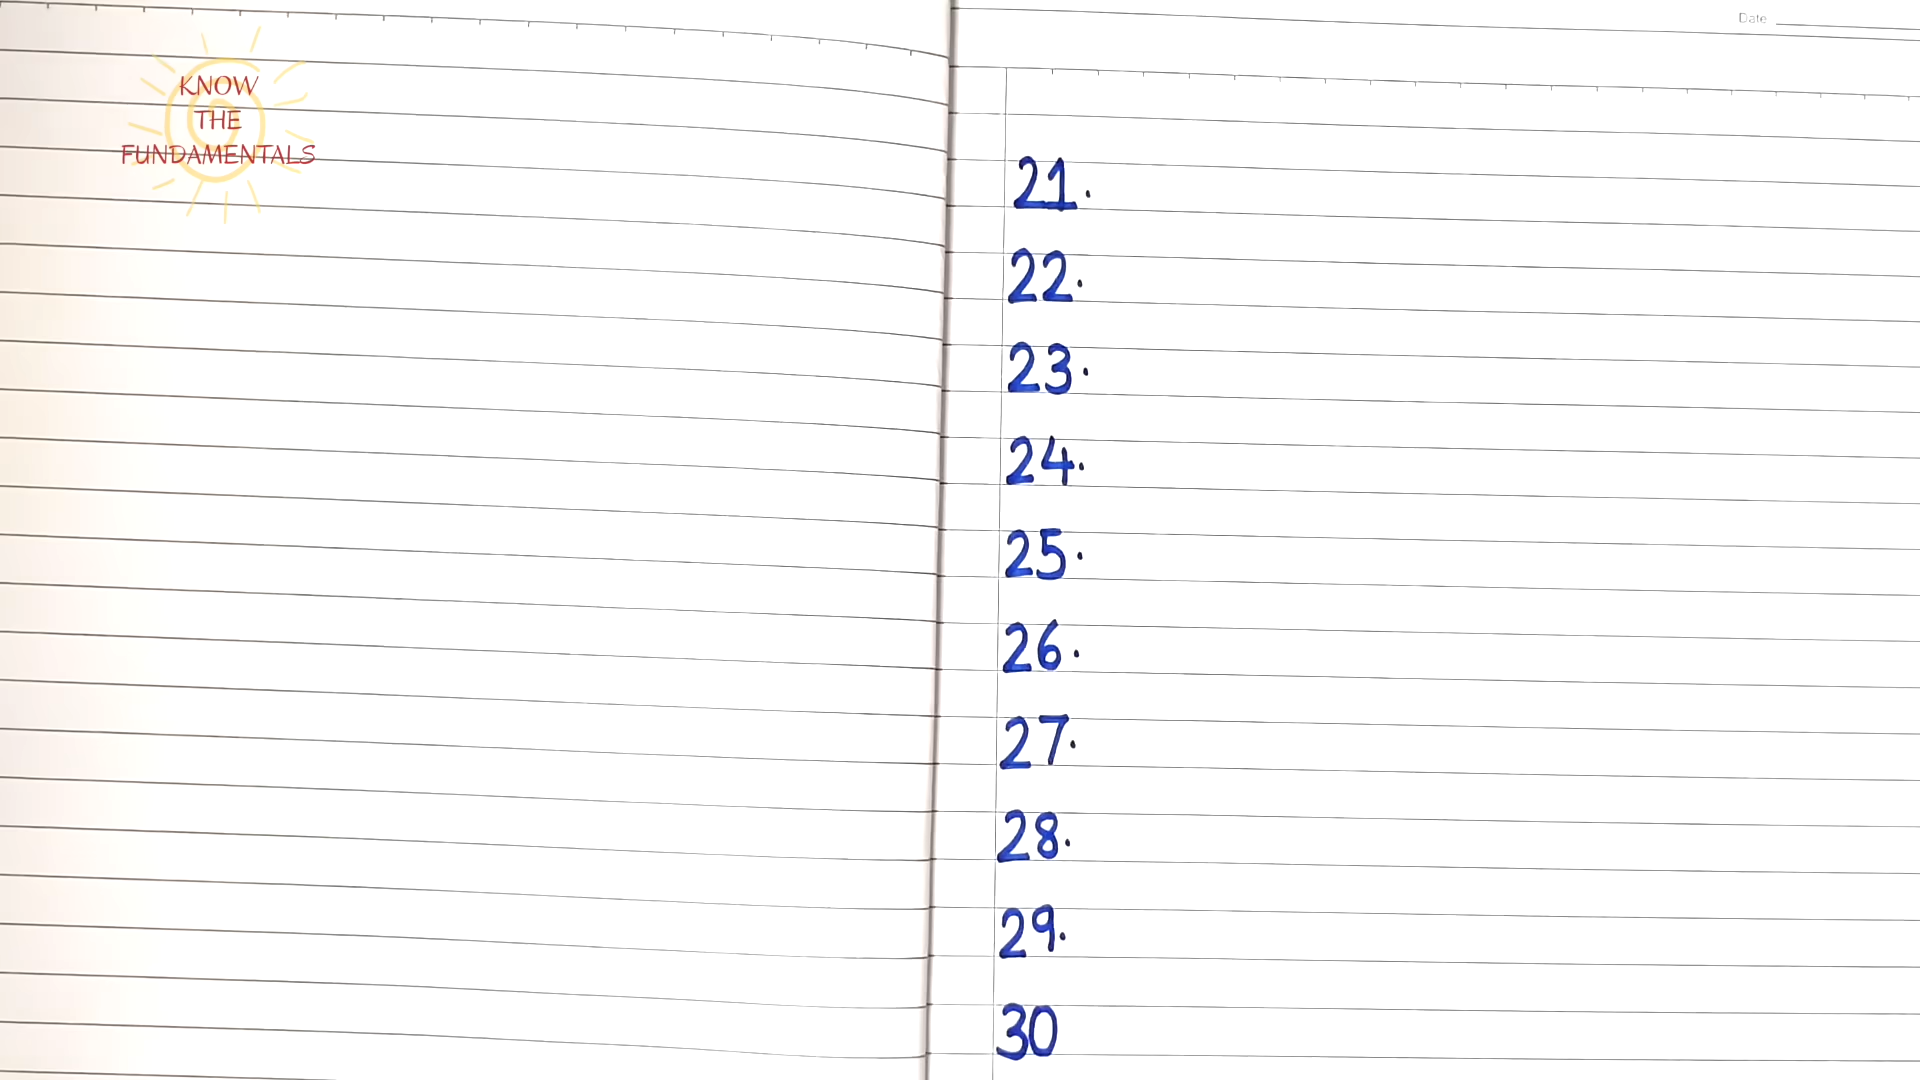 KNOW
THE
FUNDAMENTALS
Date
21.
22.
23.
24.
25.
26.
27.
28.
29.
30